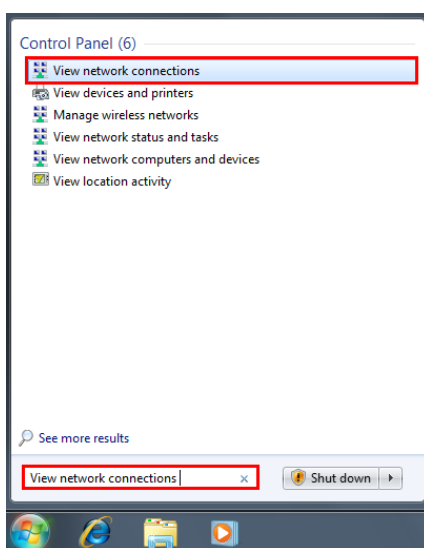 Control Panel (6)
View network connections
View devices and printers
Manage wireless networks
View network status and tasks
View network computers and devices
View location activity
See more results
View network connections
Shut down